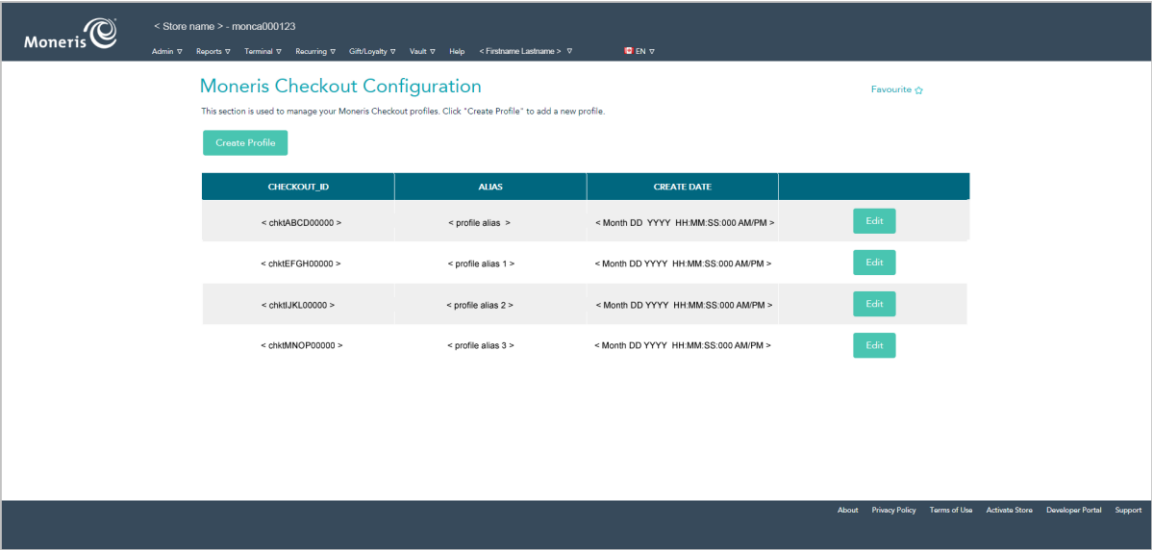 < Store name > - monca000123
Moneris
Admin Reports Terminal Recurring Gift/Loyalty Vault Help < Firstname Lastname > EN
Moneris Checkout Configuration
Favourite
This section is used to manage your Moneris Checkout profiles. Click "Create Profile" to add a new profile.
Create Profile
CHECKOUT_ID ALIAS CREATE DATE
< chktABCD00000 > < profile alias > < Month DD YYYY HH:MM:SS:000 AM/PM > Edit
< chktEFGH00000 > < profile alias 1 > < Month DD YYYY HH:MM:SS:000 AM/PM > Edit
< chktIJKL00000 > < profile alias 2 > < Month DD YYYY HH:MM:SS:000 AM/PM > Edit
< chktMNOP00000 > < profile alias 3 > < Month DD YYYY HH:MM:SS:000 AM/PM > Edit
About Privacy Policy Terms of Use Activate Store Developer Portal Support